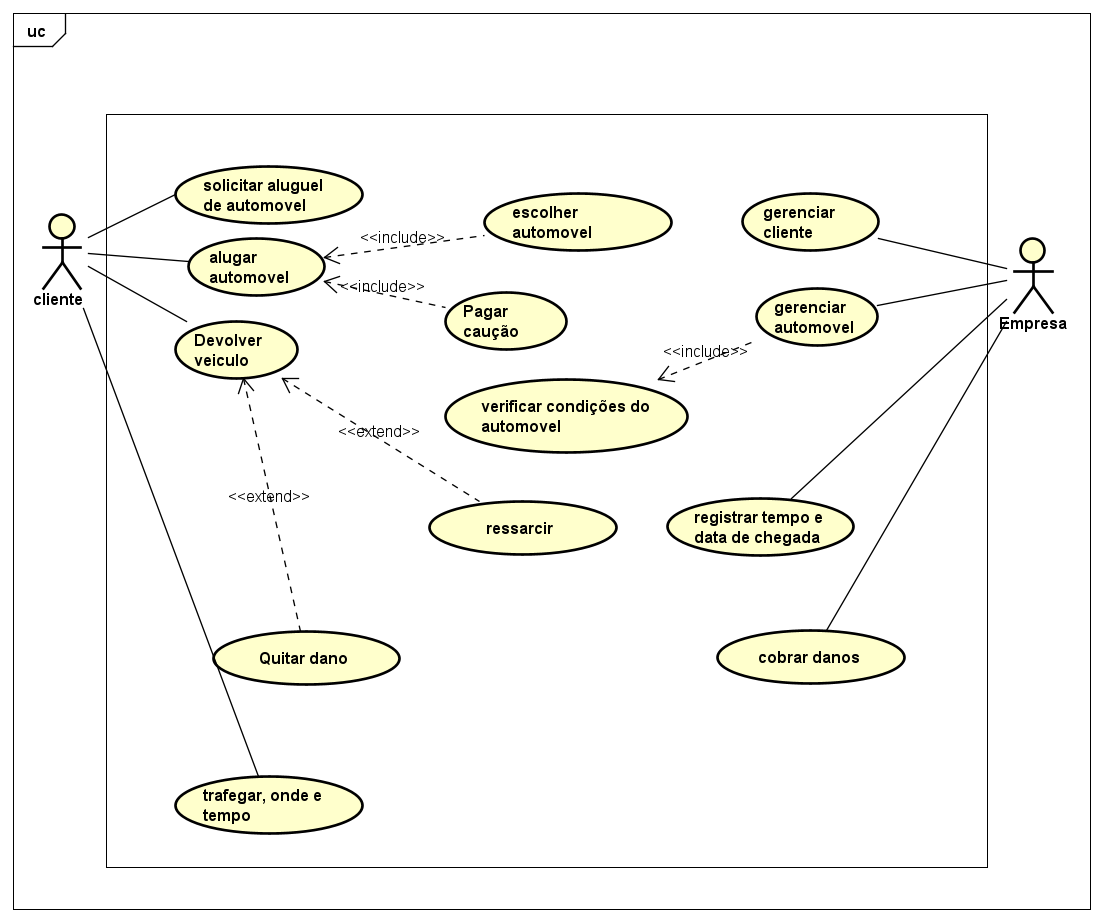 uc
solicitar aluguel
de automovel
escolher
automovel
gerenciar
cliente
<<include>>
alugar
automovel
cliente
<<include>>
Pagar
caução
gerenciar
automovel
Empresa
Devolver
veiculo
<<include>>
verificar condições do
automovel
<<extend>>
<<extend>>
ressarcir
registrar tempo e
data de chegada
Quitar dano
cobrar danos
trafegar, onde e
tempo